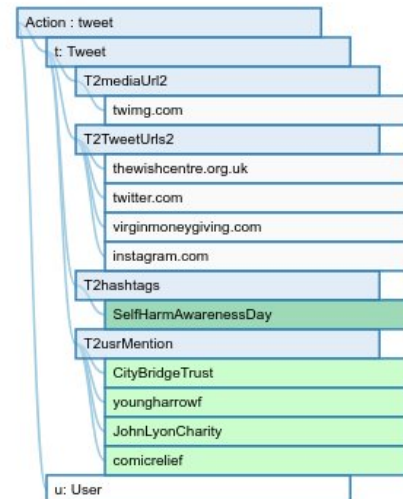 Action : tweet
t: Tweet
T2mediaUrl2
twimg.com
T2TweetUrls2
thewishcentre.org.uk
twitter.com
virginmoneygiving.com
instagram.com
T2hashtags
SelfHarmAwarenessDay
T2usrMention
CityBridgeTrust
youngharrowf
JohnLyonCharity
comicrelief
u: User